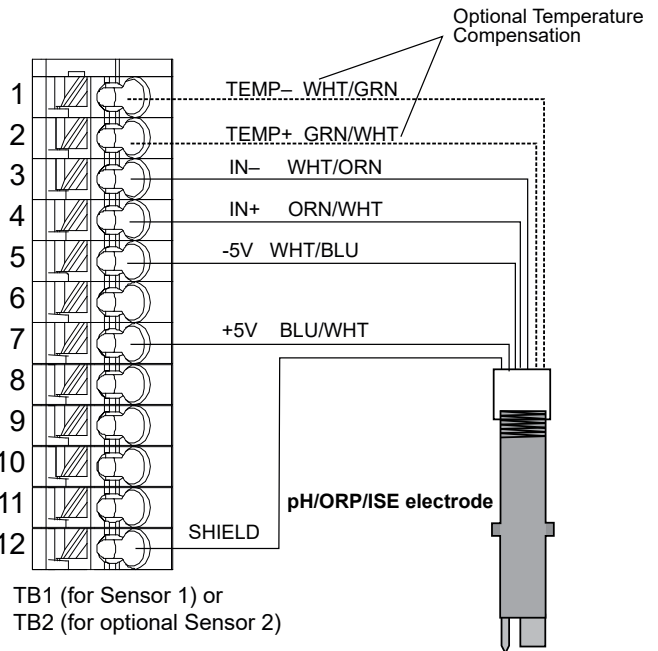 Optional Temperature
Compensation
1 TEMP– WHT/GRN
2 TEMP+ GRN/WHT
3 IN– WHT/ORN
4 IN+ ORN/WHT
5 -5V WHT/BLU
6
7 +5V BLU/WHT
8
9
10
11 pH/ORP/ISE electrode
12 SHIELD
TB1 (for Sensor 1) or
TB2 (for optional Sensor 2)